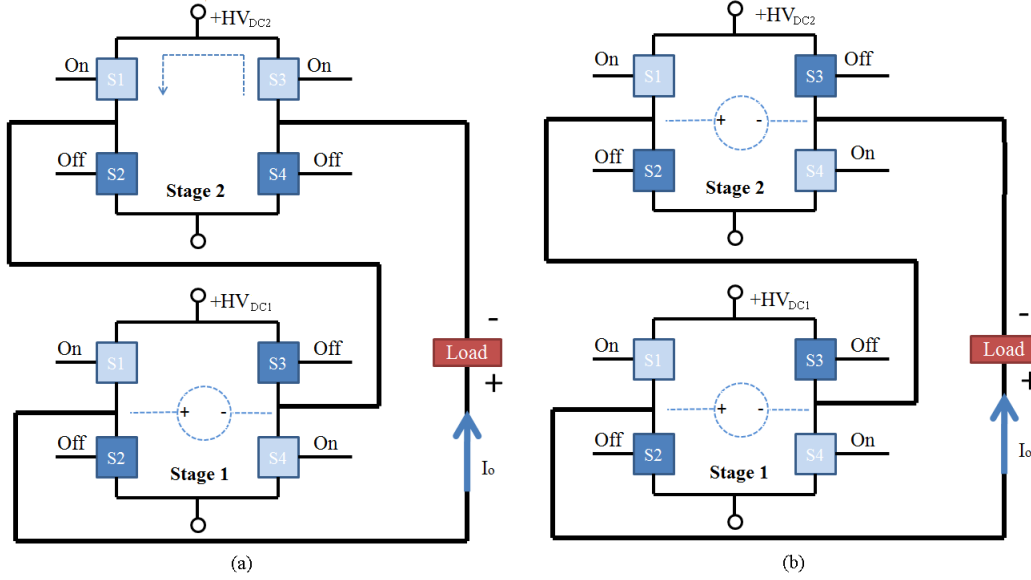 +HV DC2
On S1 S3 On
Off S2 S4 Off
Stage 2
+HV DC1
On S1 S3 Off
+ -
Off S2 S4 On
Stage 1
-
Load
+
Io
(a)
+HV DC2
On S1 S3 Off
+ -
Off S2 S4 On
Stage 2
+HV DC1
On S1 S3 Off
+ -
Off S2 S4 On
Stage 1
-
Load
+
Io
(b)